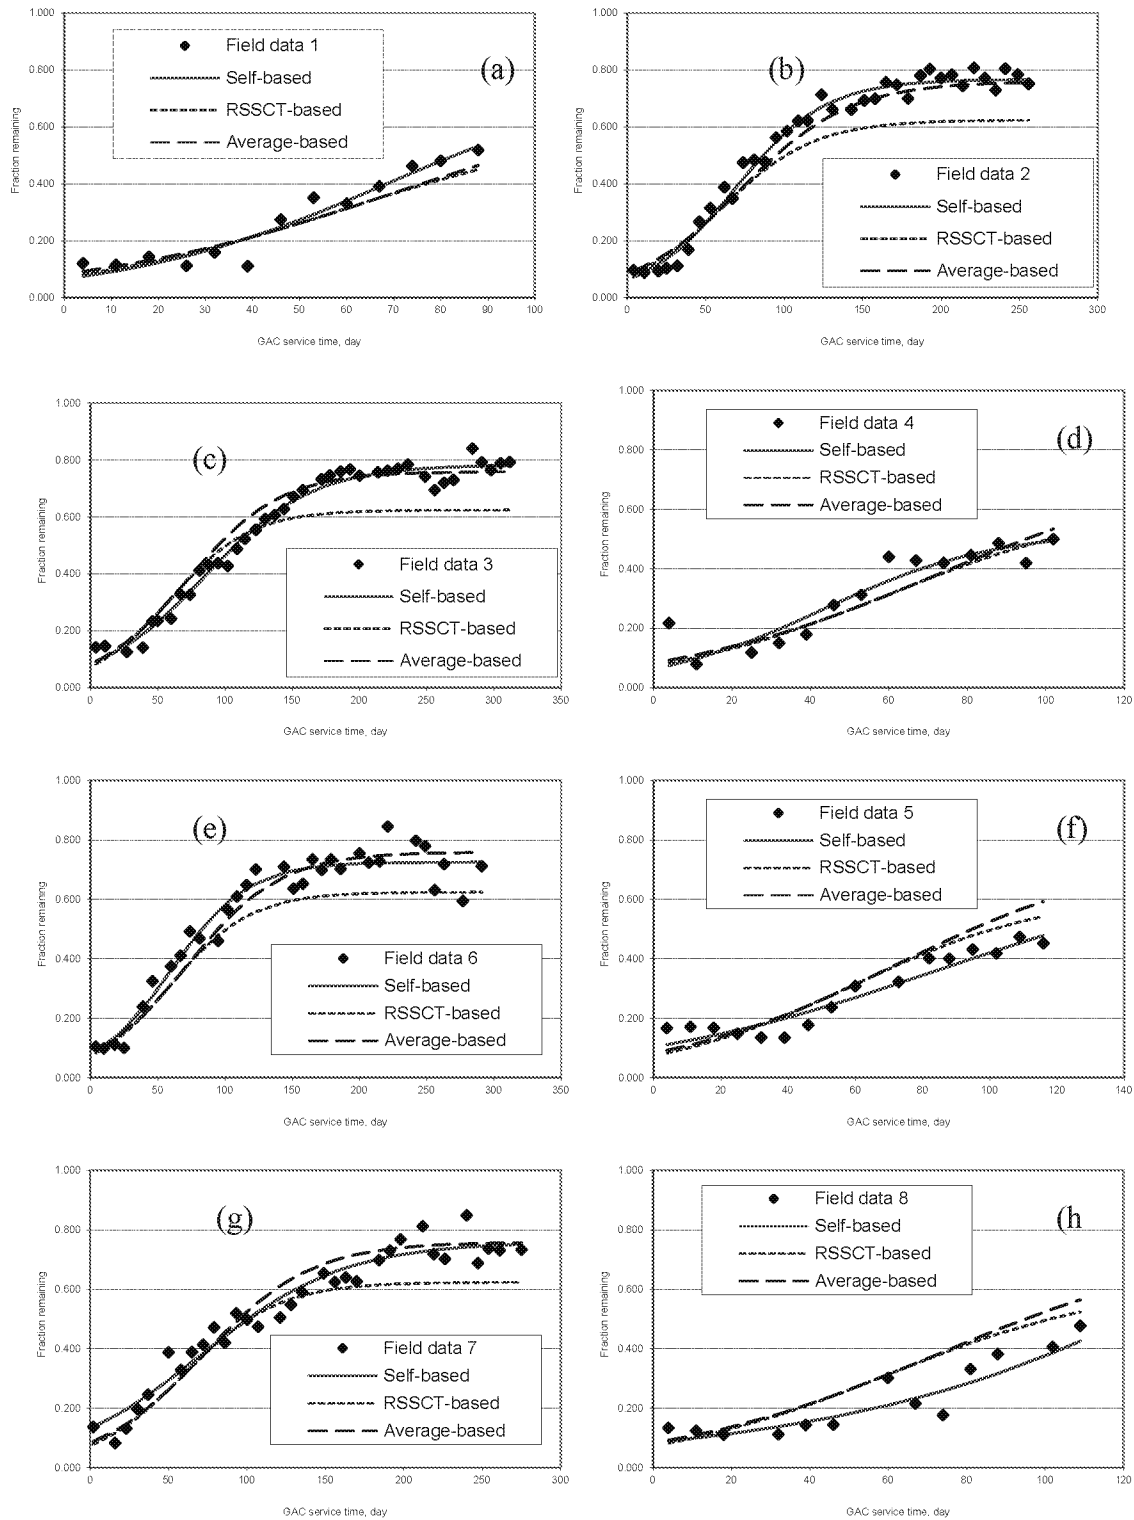 1.000
0.800
0.600
0.400
0.200
0.000
Fraction remaining
Field data 1
Self-based
RSSCT-based
Average-based
(a)
0 10 20 30 40 50 60 70 80 90 100
GAC service time, day
1.000
0.800
0.600
0.400
0.200
0.000
Fraction remaining
(b)
Field data 2
Self-based
RSSCT-based
Average-based
0 50 100 150 200 250 300
GAC service time, day
1.000
0.800
0.600
0.400
0.200
0.000
Fraction remaining
(c)
Field data 3
Self-based
RSSCT-based
Average-based
0 50 100 150 200 250 300 350
GAC service time, day
1.000
0.800
0.600
0.400
0.200
0.000
Fraction remaining
Field data 4
Self-based
RSSCT-based
Average-based
(d)
0 20 40 60 80 100 120
GAC service time, day
1.000
0.800
0.600
0.400
0.200
0.000
Fraction remaining
(e)
Field data 6
Self-based
RSSCT-based
Average-based
0 50 100 150 200 250 300 350
GAC service time, day
1.000
0.800
0.600
0.400
0.200
0.000
Fraction remaining
Field data 5
Self-based
RSSCT-based
Average-based
(f)
0 20 40 60 80 100 120 140
GAC service time, day
1.000
0.800
0.600
0.400
0.200
0.000
Fraction remaining
(g)
Field data 7
Self-based
RSSCT-based
Average-based
0 50 100 150 200 250 300
GAC service time, day
1.000
0.800
0.600
0.400
0.200
0.000
Fraction remaining
Field data 8
Self-based
RSSCT-based
Average-based
(h
0 20 40 60 80 100 120
GAC service time, day